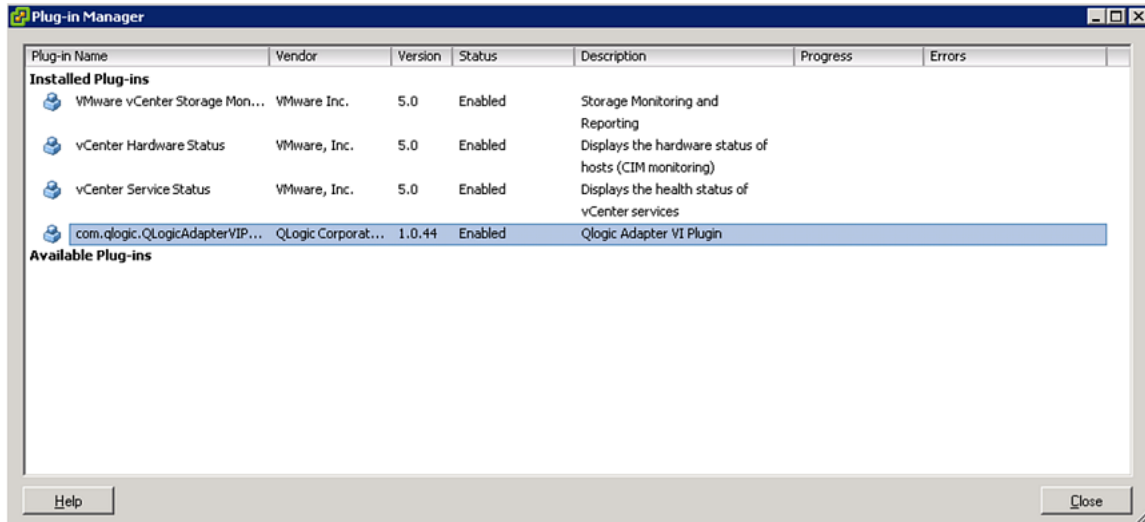 Plug-in Manager
Plug-in Name Vendor Version Status Description Progress Errors
Installed Plug-ins
VMware vCenter Storage Mon... VMware Inc. 5.0 Enabled Storage Monitoring and
Reporting
vCenter Hardware Status VMware, Inc. 5.0 Enabled Displays the hardware status of
hosts (CIM monitoring)
vCenter Service Status VMware, Inc. 5.0 Enabled Displays the health status of
vCenter services
com.qlogic.QLogicAdapterVIP... QLogic Corporat... 1.0.44 Enabled Qlogic Adapter VI Plugin
Available Plug-ins
Help Close